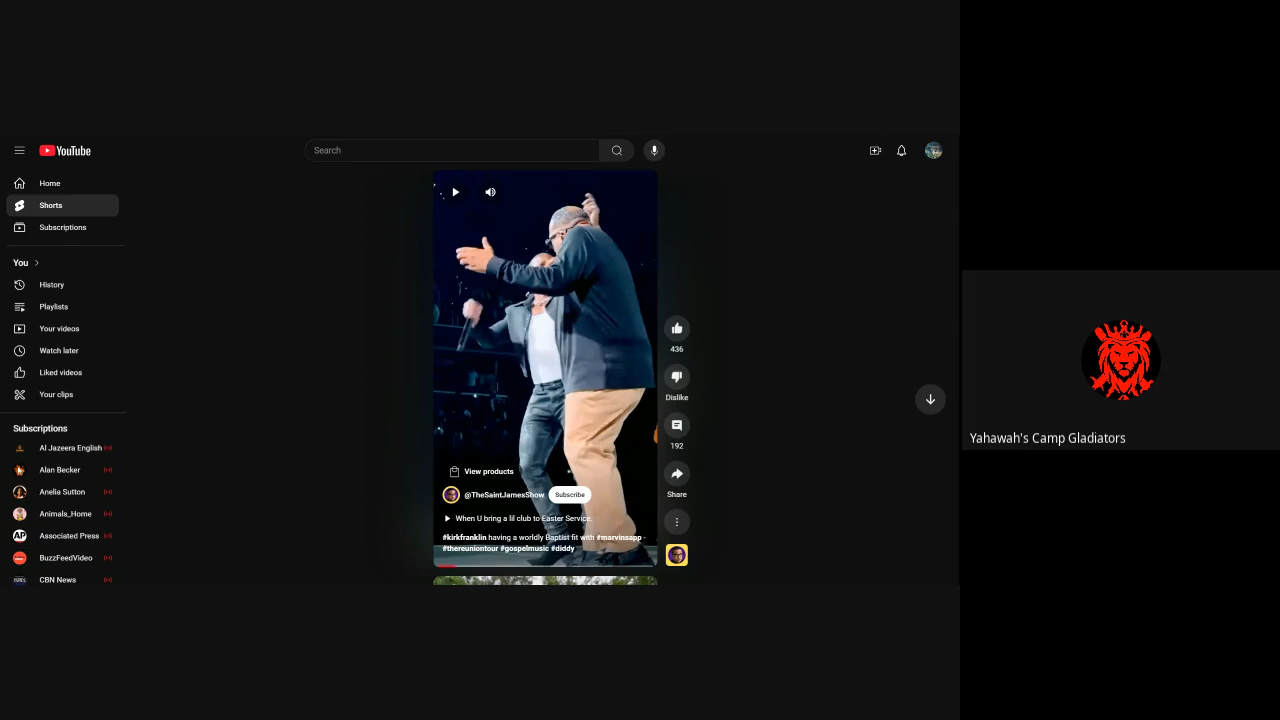 YouTube
Search
Home
Shorts
Subscriptions
You
History
Playlists
Your videos
Watch later
Liked videos
Your clips
Subscriptions
Al Jazeera English
Alan Becker
Anelia Sutton
Animals_Home
AP
Associated Press
BuzzFeedVideo
CBN News
View products
@TheSaintJamesShow
Subscribe
When U bring a lil club to Easter Service.
#kirkfranklin having a worldly Baptist fit with #marvinsapp -
#thereuniontour #gospelmusic #diddy
436
Dislike
192
Share
Yahawah's Camp Gladiators